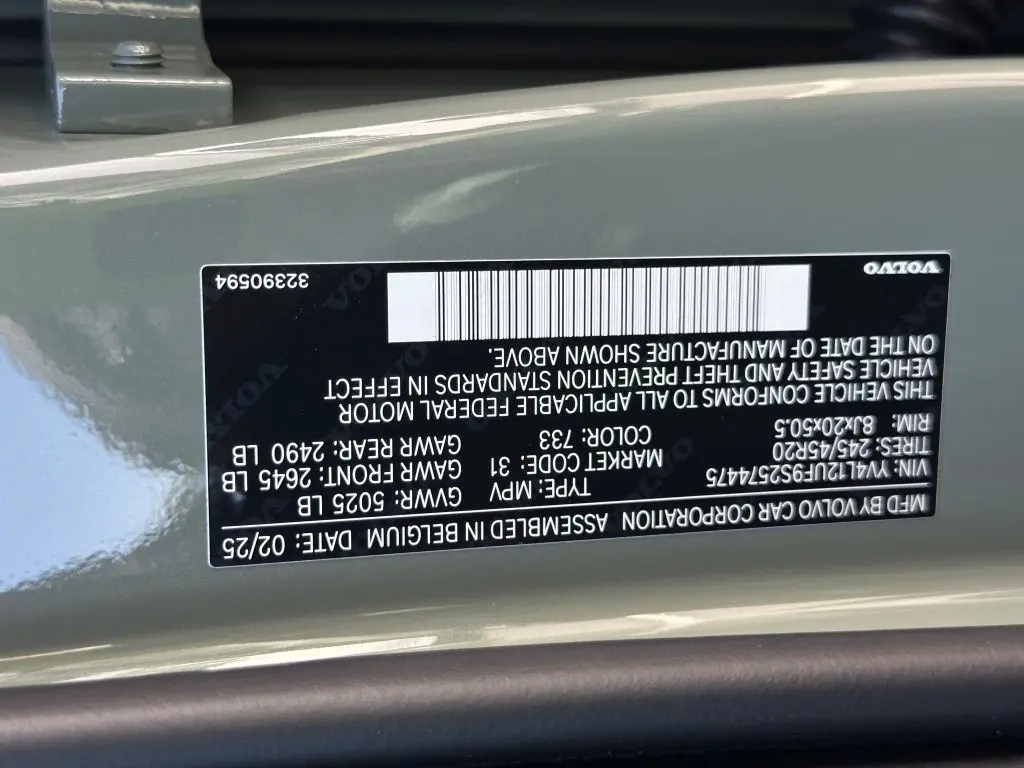 MFD BY VOLVO CAR CORPORATION ASSEMBLED IN BELGIUM DATE: 02/25
VIN: YV4L12UF9S2574475 TYPE: MPV GVWR: 5025 LB
TIRES: 245/45R20 MARKET CODE: 31 GAWR FRONT: 2645 LB
RIM: 8Jx20x50.5 COLOR: 733 GAWR REAR: 2490 LB
THIS VEHICLE CONFORMS TO ALL APPLICABLE FEDERAL MOTOR
VEHICLE SAFETY AND THEFT PREVENTION STANDARDS IN EFFECT
ON THE DATE OF MANUFACTURE SHOWN ABOVE.
VOLVO 32390594